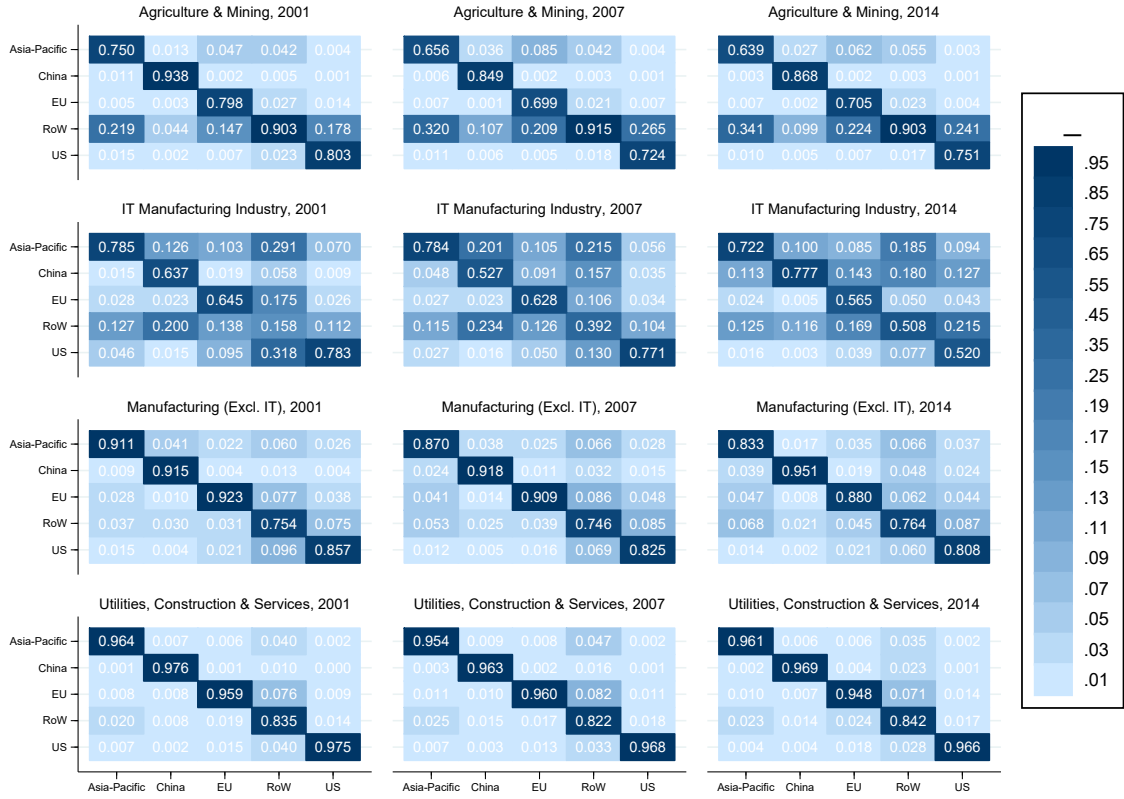 Agriculture & Mining, 2001 Agriculture & Mining, 2007 Agriculture & Mining, 2014
Asia-Pacific 0.750 0.013 0.047 0.042 0.004 0.656 0.036 0.085 0.042 0.004 0.639 0.027 0.062 0.055 0.003
China 0.011 0.938 0.002 0.005 0.001 0.006 0.849 0.002 0.003 0.001 0.003 0.868 0.002 0.003 0.001
EU 0.005 0.003 0.798 0.027 0.014 0.007 0.001 0.699 0.021 0.007 0.007 0.002 0.705 0.023 0.004
RoW 0.219 0.044 0.147 0.903 0.178 0.320 0.107 0.209 0.915 0.265 0.341 0.099 0.224 0.903 0.241
US 0.015 0.002 0.007 0.023 0.803 0.011 0.006 0.005 0.018 0.724 0.010 0.005 0.007 0.017 0.751
IT Manufacturing Industry, 2001 IT Manufacturing Industry, 2007 IT Manufacturing Industry, 2014
Asia-Pacific 0.785 0.126 0.103 0.291 0.070 0.784 0.201 0.105 0.215 0.056 0.722 0.100 0.085 0.185 0.094
China 0.015 0.637 0.019 0.058 0.009 0.048 0.527 0.091 0.157 0.035 0.113 0.777 0.143 0.180 0.127
EU 0.028 0.023 0.645 0.175 0.026 0.027 0.023 0.628 0.106 0.034 0.024 0.005 0.565 0.050 0.043
RoW 0.127 0.200 0.138 0.158 0.112 0.115 0.234 0.126 0.392 0.104 0.125 0.116 0.169 0.508 0.215
US 0.046 0.015 0.095 0.318 0.783 0.027 0.016 0.050 0.130 0.771 0.016 0.003 0.039 0.077 0.520
Manufacturing (Excl. IT), 2001 Manufacturing (Excl. IT), 2007 Manufacturing (Excl. IT), 2014
Asia-Pacific 0.911 0.041 0.022 0.060 0.026 0.870 0.038 0.025 0.066 0.028 0.833 0.017 0.035 0.066 0.037
China 0.009 0.915 0.004 0.013 0.004 0.024 0.918 0.011 0.032 0.015 0.039 0.951 0.019 0.048 0.024
EU 0.028 0.010 0.923 0.077 0.038 0.041 0.014 0.909 0.086 0.048 0.047 0.008 0.880 0.062 0.044
RoW 0.037 0.030 0.031 0.754 0.075 0.053 0.025 0.039 0.746 0.085 0.068 0.021 0.045 0.764 0.087
US 0.015 0.004 0.021 0.096 0.857 0.012 0.005 0.016 0.069 0.825 0.014 0.002 0.021 0.060 0.808
Utilities, Construction & Services, 2001 Utilities, Construction & Services, 2007 Utilities, Construction & Services, 2014
Asia-Pacific 0.964 0.007 0.006 0.040 0.002 0.954 0.009 0.008 0.047 0.002 0.961 0.006 0.006 0.035 0.002
China 0.001 0.976 0.001 0.010 0.000 0.003 0.963 0.002 0.016 0.001 0.002 0.969 0.004 0.023 0.001
EU 0.008 0.008 0.959 0.076 0.009 0.011 0.010 0.960 0.082 0.011 0.010 0.007 0.948 0.071 0.014
RoW 0.020 0.008 0.019 0.835 0.014 0.025 0.015 0.017 0.822 0.018 0.023 0.014 0.024 0.842 0.017
US 0.007 0.002 0.015 0.040 0.975 0.007 0.003 0.013 0.033 0.968 0.004 0.004 0.018 0.028 0.966
Asia-Pacific China EU RoW US Asia-Pacific China EU RoW US Asia-Pacific China EU RoW US
.95
.85
.75
.65
.55
.45
.35
.25
.19
.17
.15
.13
.11
.09
.07
.05
.03
.01